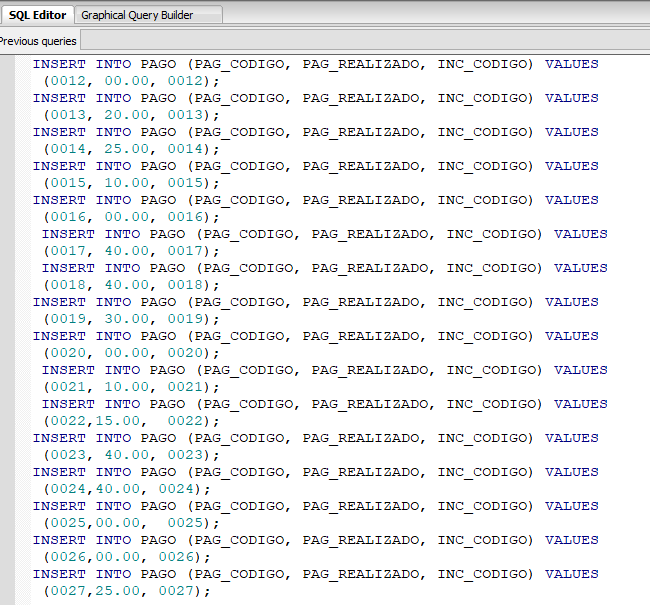 SQL Editor Graphical Query Builder
Previous queries
INSERT INTO PAGO (PAG_CODIGO, PAG_REALIZADO, INC_CODIGO) VALUES
(0012, 00.00, 0012);
INSERT INTO PAGO (PAG_CODIGO, PAG_REALIZADO, INC_CODIGO) VALUES
(0013, 20.00, 0013);
INSERT INTO PAGO (PAG_CODIGO, PAG_REALIZADO, INC_CODIGO) VALUES
(0014, 25.00, 0014);
INSERT INTO PAGO (PAG_CODIGO, PAG_REALIZADO, INC_CODIGO) VALUES
(0015, 10.00, 0015);
INSERT INTO PAGO (PAG_CODIGO, PAG_REALIZADO, INC_CODIGO) VALUES
(0016, 00.00, 0016);
INSERT INTO PAGO (PAG_CODIGO, PAG_REALIZADO, INC_CODIGO) VALUES
(0017, 40.00, 0017);
INSERT INTO PAGO (PAG_CODIGO, PAG_REALIZADO, INC_CODIGO) VALUES
(0018, 40.00, 0018);
INSERT INTO PAGO (PAG_CODIGO, PAG_REALIZADO, INC_CODIGO) VALUES
(0019, 30.00, 0019);
INSERT INTO PAGO (PAG_CODIGO, PAG_REALIZADO, INC_CODIGO) VALUES
(0020, 00.00, 0020);
INSERT INTO PAGO (PAG_CODIGO, PAG_REALIZADO, INC_CODIGO) VALUES
(0021, 10.00, 0021);
INSERT INTO PAGO (PAG_CODIGO, PAG_REALIZADO, INC_CODIGO) VALUES
(0022,15.00,  0022);
INSERT INTO PAGO (PAG_CODIGO, PAG_REALIZADO, INC_CODIGO) VALUES
(0023, 40.00, 0023);
INSERT INTO PAGO (PAG_CODIGO, PAG_REALIZADO, INC_CODIGO) VALUES
(0024,40.00, 0024);
INSERT INTO PAGO (PAG_CODIGO, PAG_REALIZADO, INC_CODIGO) VALUES
(0025,00.00,  0025);
INSERT INTO PAGO (PAG_CODIGO, PAG_REALIZADO, INC_CODIGO) VALUES
(0026,00.00, 0026);
INSERT INTO PAGO (PAG_CODIGO, PAG_REALIZADO, INC_CODIGO) VALUES
(0027,25.00, 0027);